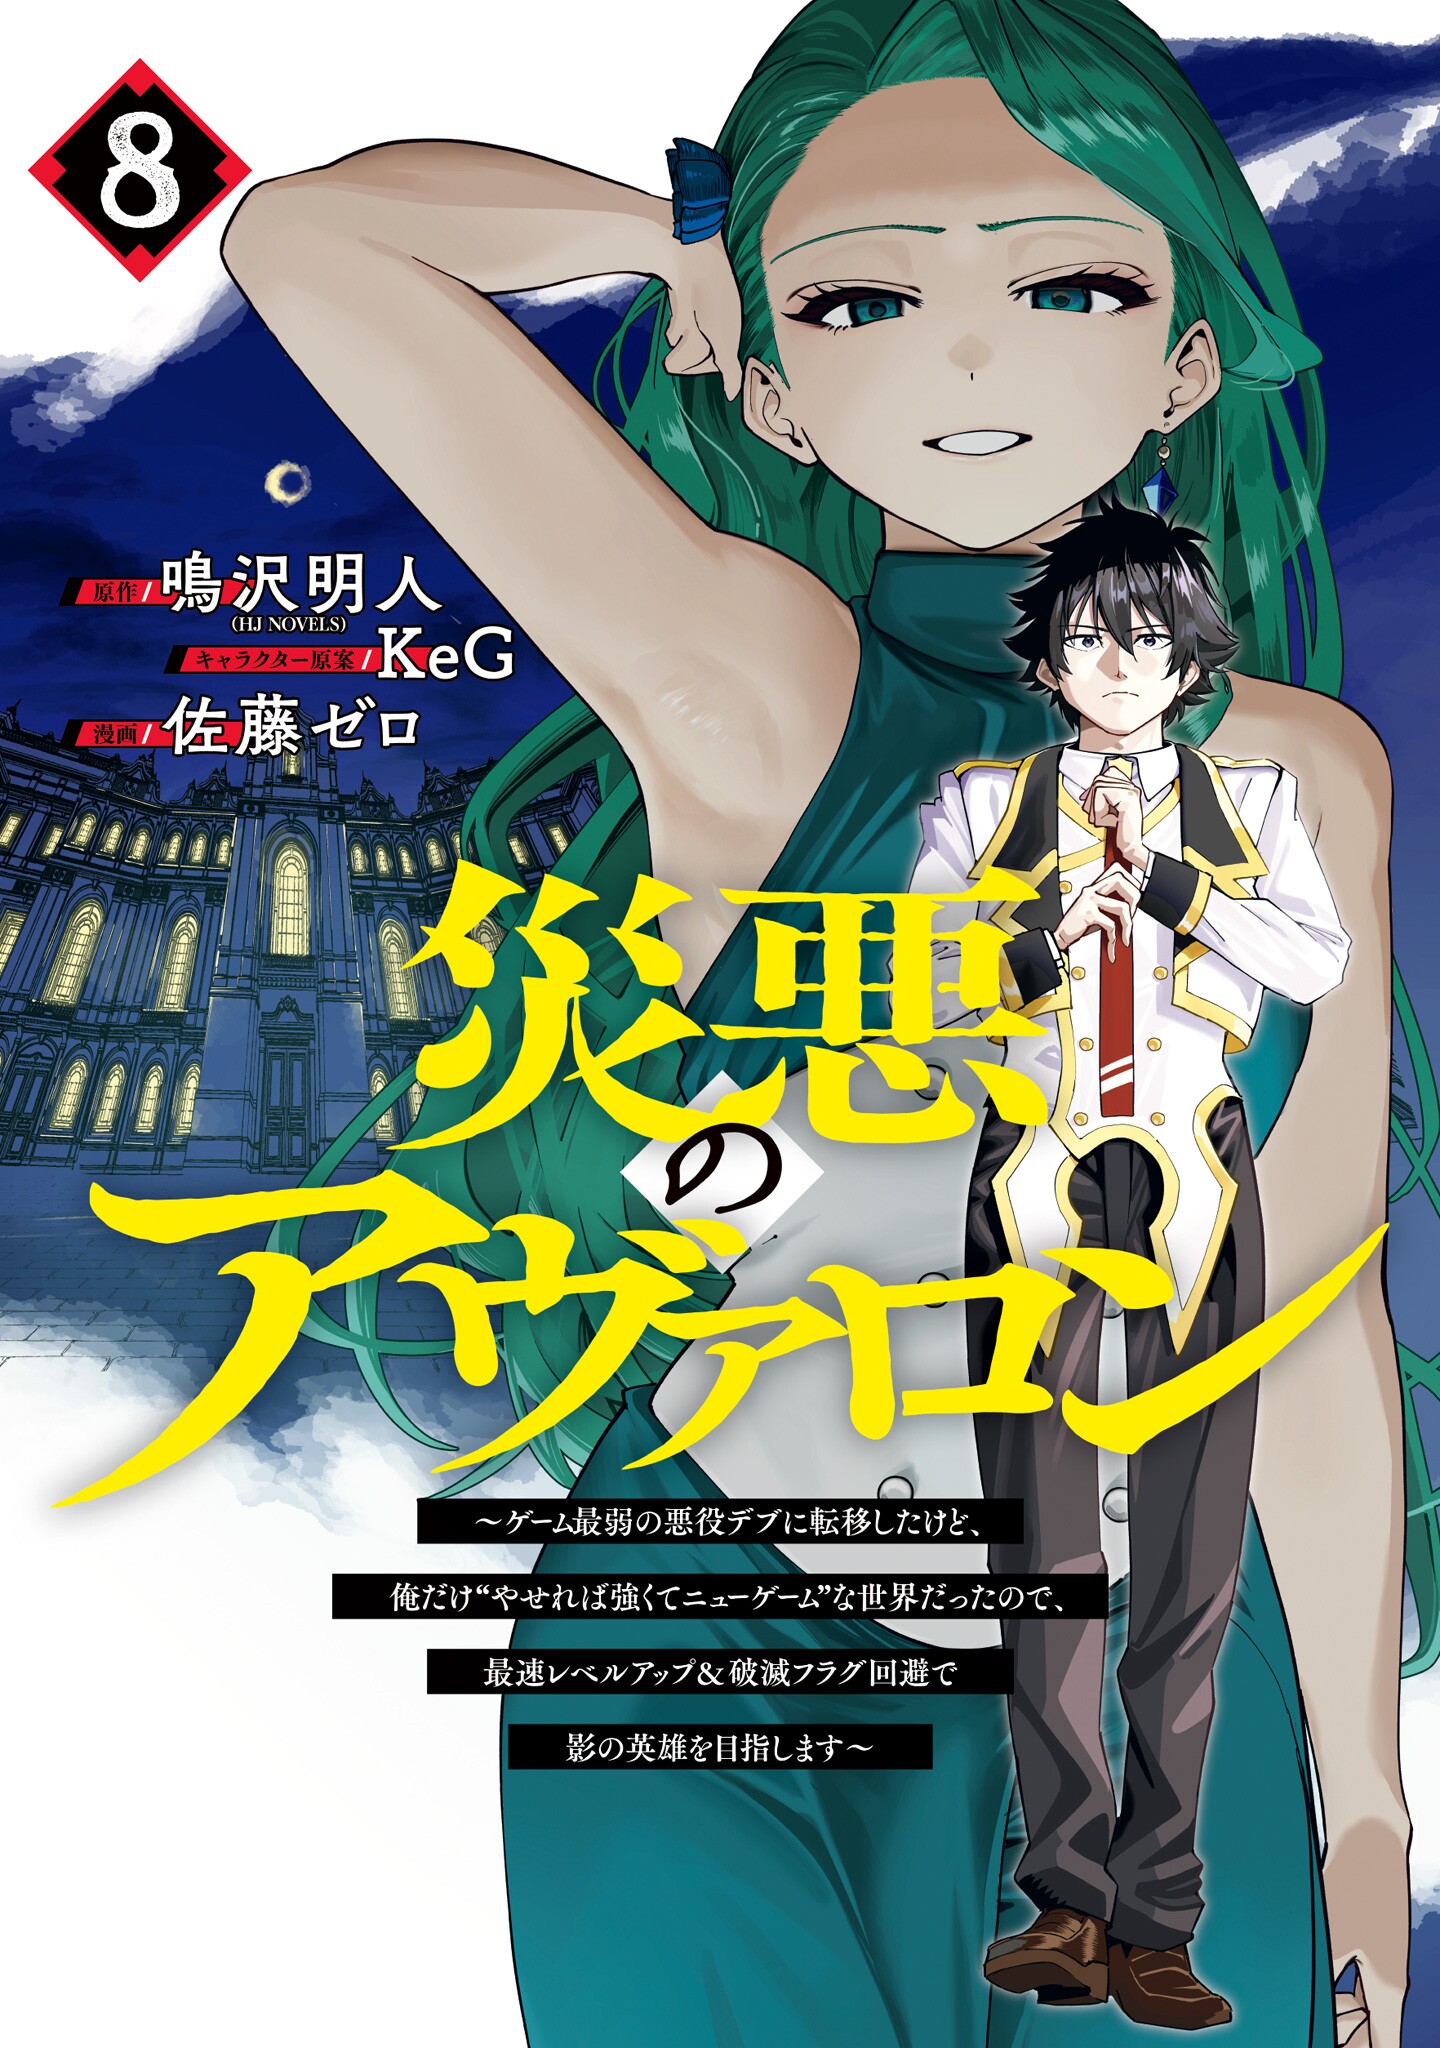 8
原作/鳴沢明人
(HJ NOVELS)
キャラクター原案/KeG
漫画/佐藤ゼロ
災悪
の
アヴァロン
~ゲーム最弱の悪役デブに転移したけど、
俺だけ“やせれば強くてニューゲーム”な世界だったので、
最速レベルアップ&破滅フラグ回避で
影の英雄を目指します~